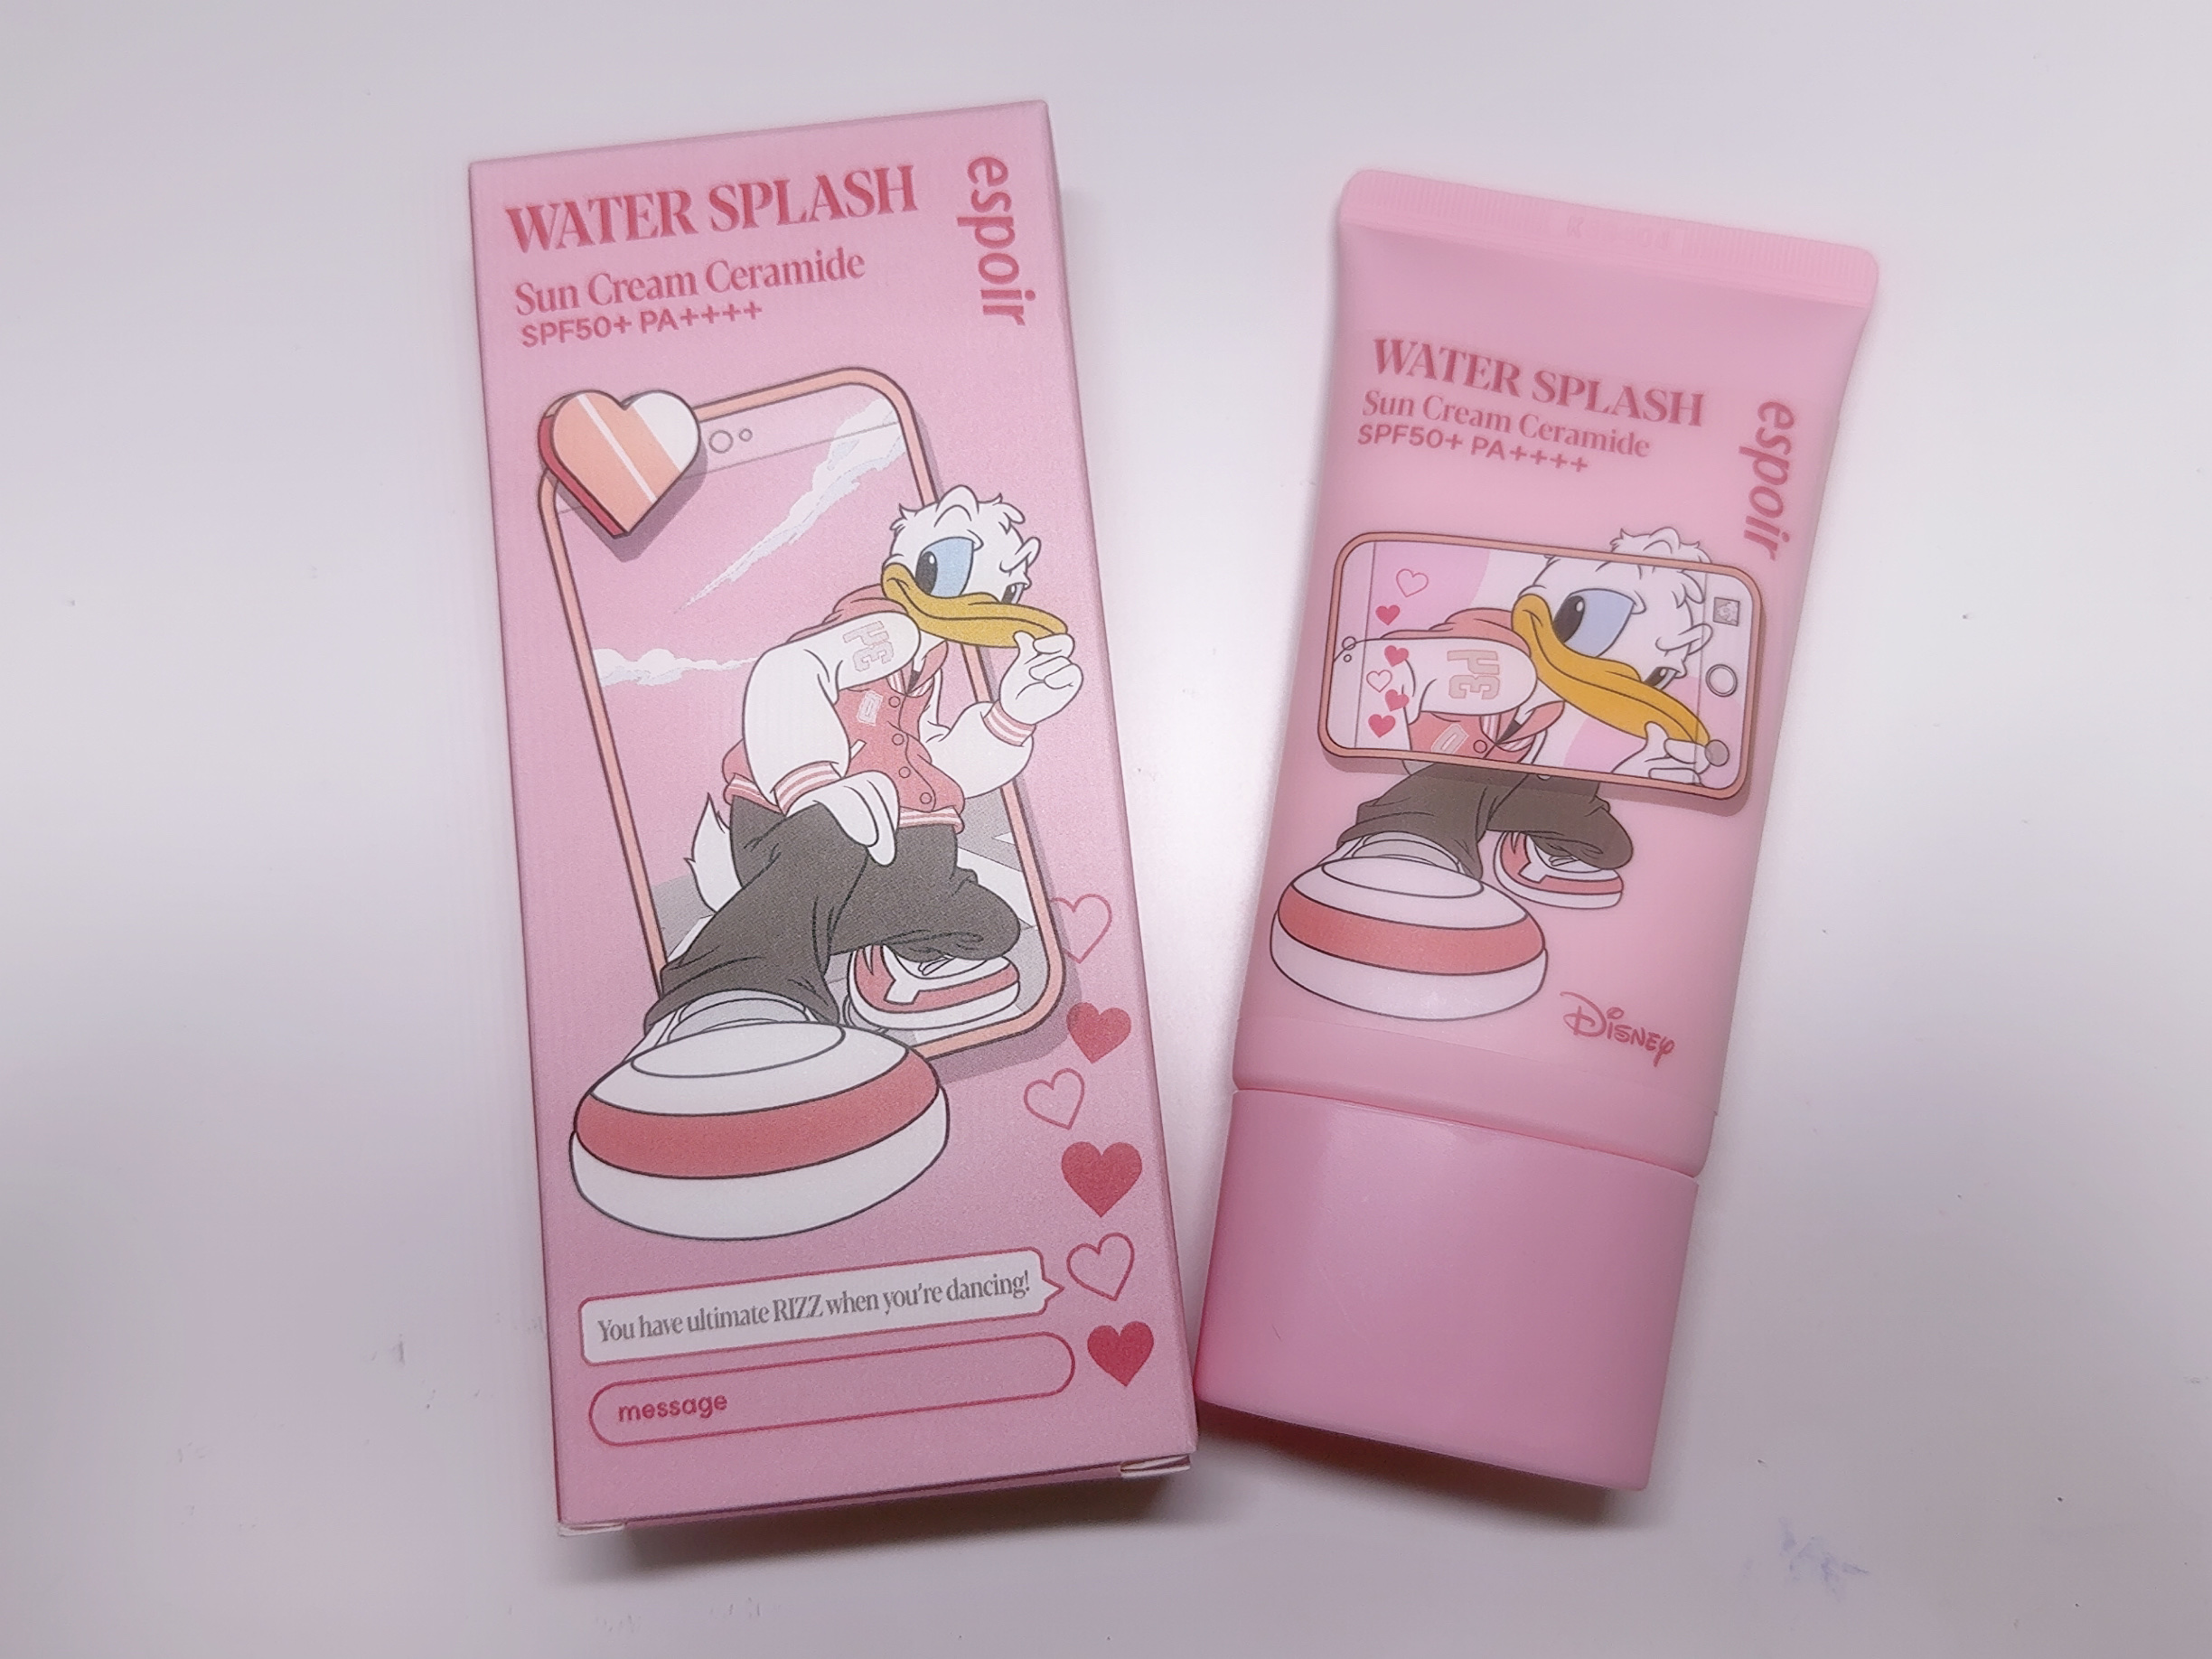 WATER SPLASH
Sun Cream Ceramide
SPF50+ PA++++
espoir
You have ultimate RIZZ when you're dancing!
message
WATER SPLASH
Sun Cream Ceramide
SPF50+ PA++++
espoir
DISNEY